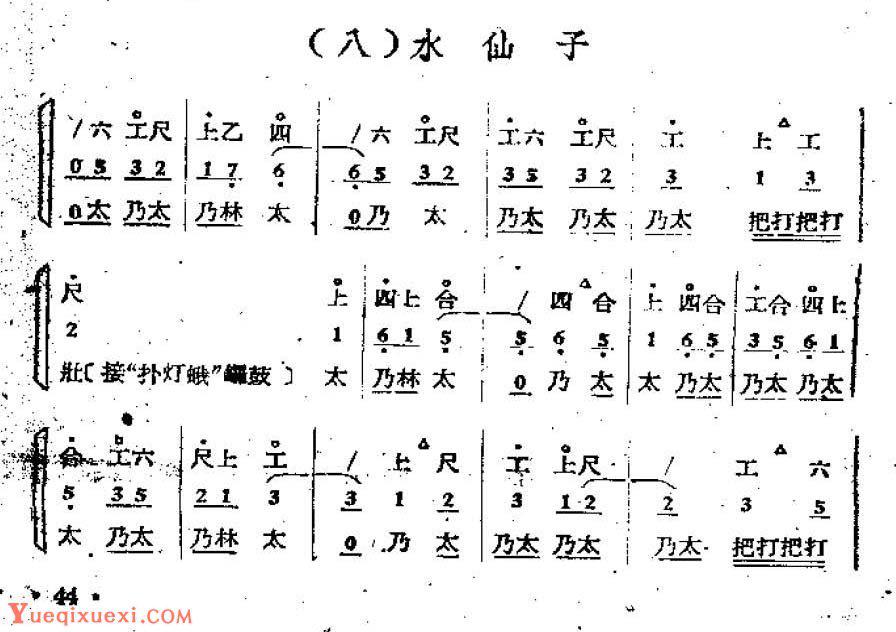 （八）水 仙 子
/ 六 工 尺 上 乙 四 / 六 工 尺 工 六 工 尺 工 上 工
0 5 3 2 1 7 6 6 5 3 2 3 5 3 2 3 1 3
0 太 乃 太 乃 林 太 0 乃 太 乃 太 乃 太 乃 太 把 打 把 打
尺 上 四 上 合 / 四 合 上 四 合 工 合 四 上
2 1 6 1 5 5 6 5 1 6 5 3 5 6 1
壯〔 接“扑灯蛾”鑼鼓 〕 太 乃 林 太 0 乃 太 太 乃 太 乃 太 乃 太
合 工 六 尺 上 工 / 上 尺 工 上 尺 / 工 六
5 3 5 2 1 3 3 1 2 3 1 2 2 3 5
太 乃 太 乃 林 太 0 乃 太 乃 太 乃 太 乃 太 把 打 把 打
· 44 ·
Yueqixuexi.com